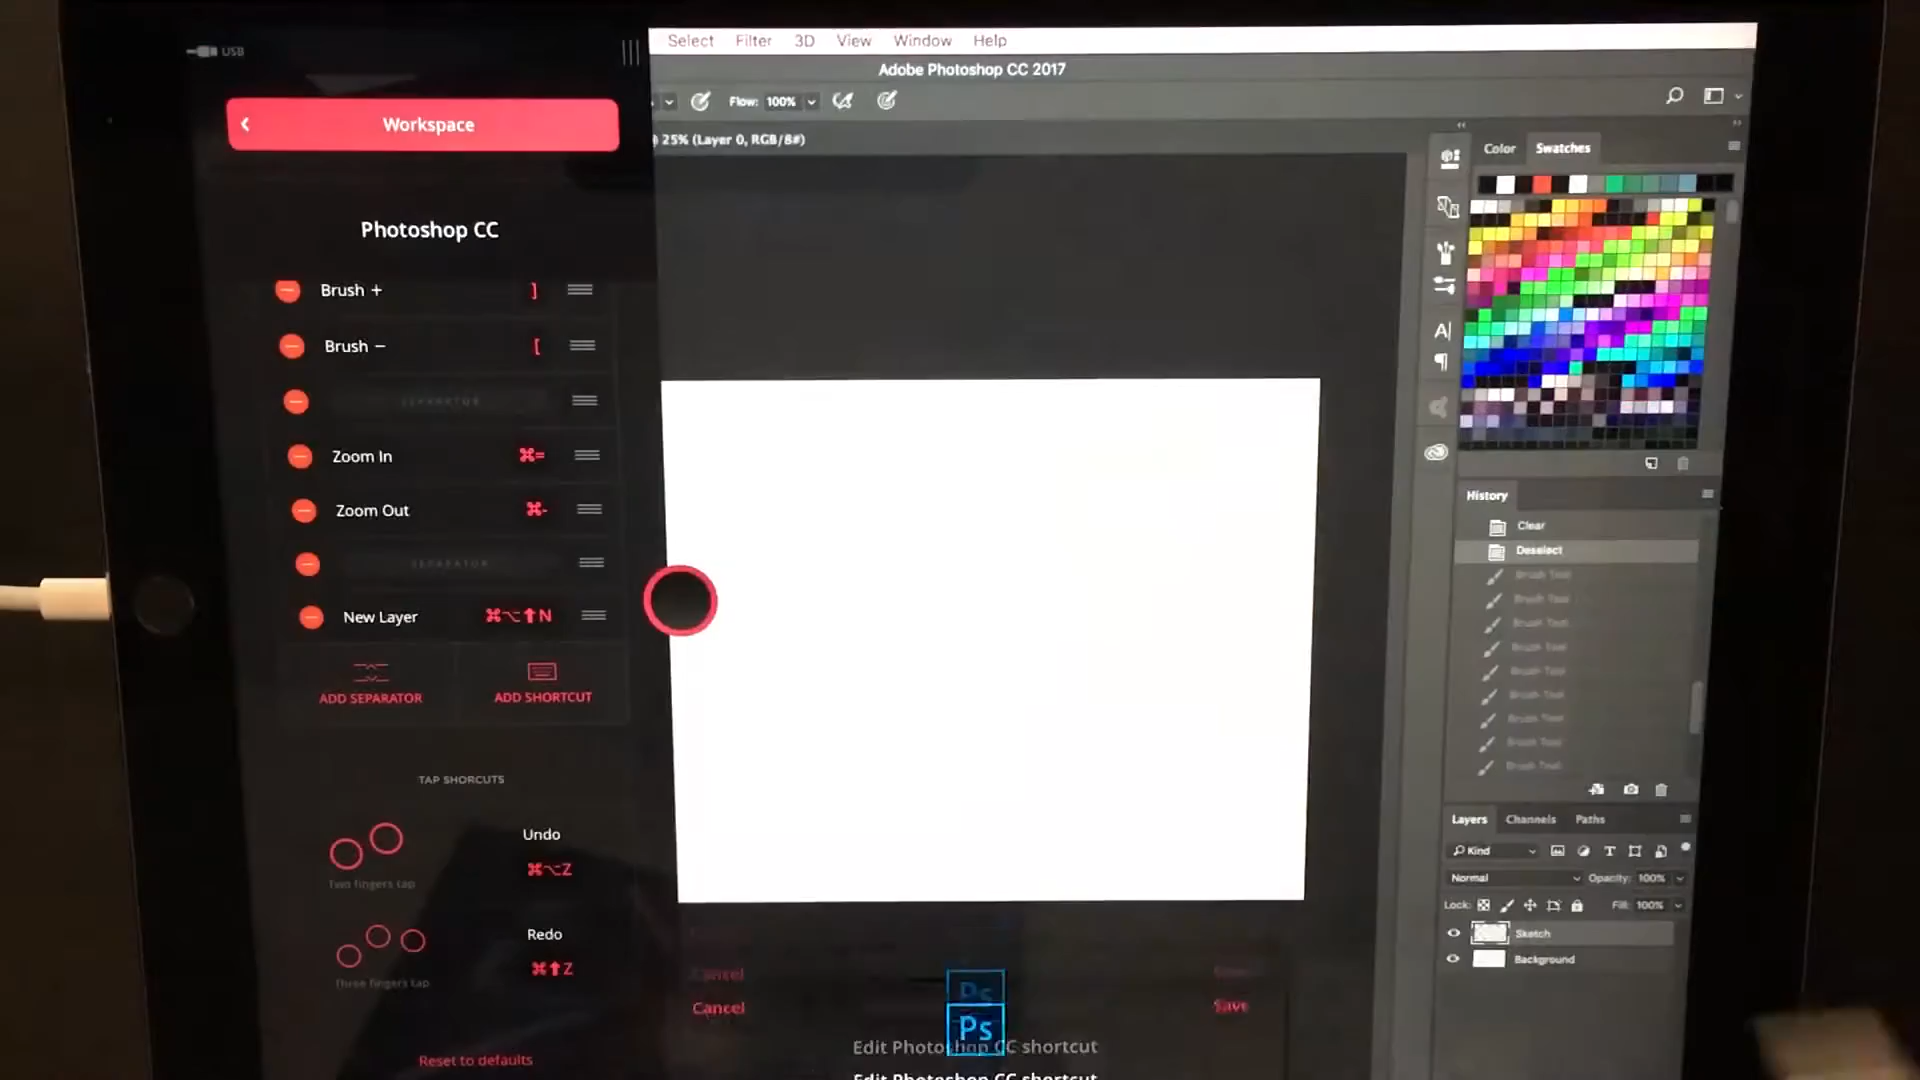 USB
Workspace
Photoshop CC
Brush + ]
Brush − [
SEPARATOR
Zoom In ⌘=
Zoom Out ⌘-
SEPARATOR
New Layer ⌘⌥⬆N
ADD SEPARATOR ADD SHORTCUT
TAP SHORCUTS
Undo
⌘⌥Z
Two fingers tap
Redo
⌘⬆Z
Three fingers tap
Reset to defaults
Select Filter 3D View Window Help
Adobe Photoshop CC 2017
Flow: 100%
25% (Layer 0, RGB/8#)
Color Swatches
A|
History
Clear
Deselect
Brush Tool
Brush Tool
Brush Tool
Brush Tool
Brush Tool
Brush Tool
Brush Tool
Brush Tool
Brush Tool
Layers Channels Paths
Kind T
Normal Opacity: 100%
Lock: Fill: 100%
Sketch
Background
Cancel
Ps
Cancel Save
Ps
Edit Photoshop CC shortcut
Edit Photoshop CC shortcut